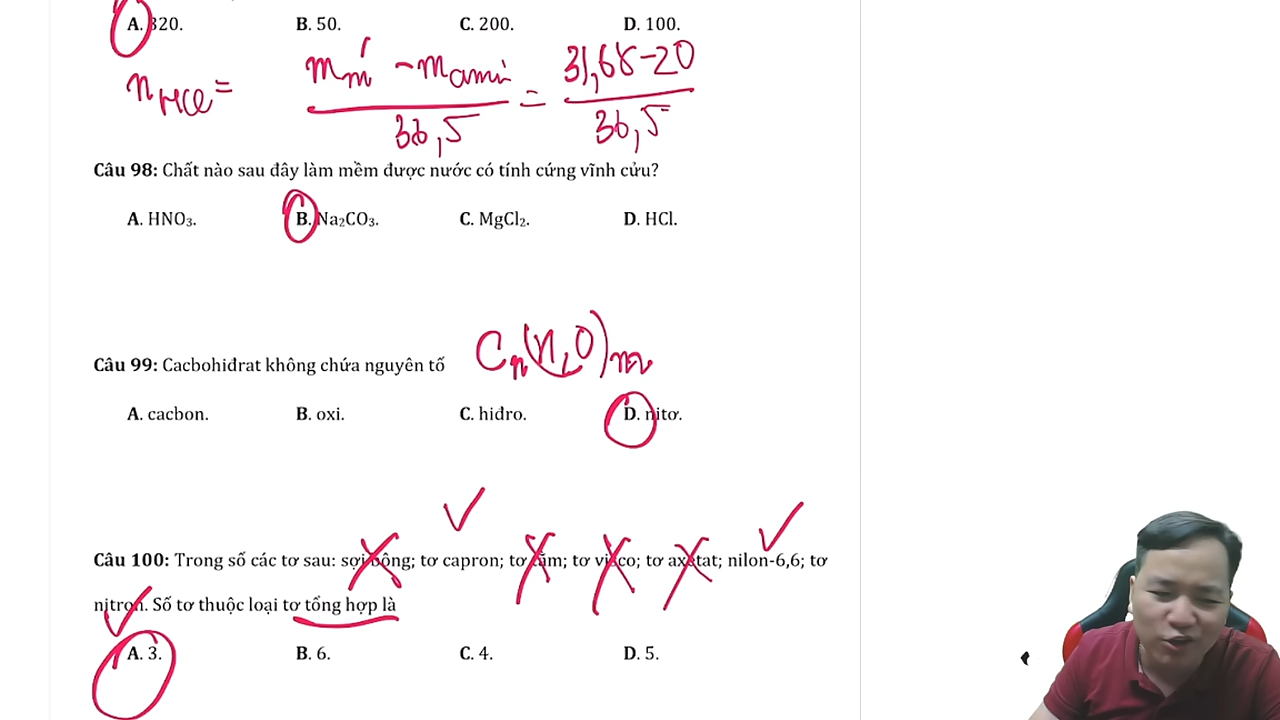 A. 320. B. 50. C. 200. D. 100.
n HCl = m m' - m amin / 36,5 = 31,68-20 / 36,5
Câu 98: Chất nào sau đây làm mềm được nước có tính cứng vĩnh cửu?
A. HNO₃. B. Na₂CO₃. C. MgCl₂. D. HCl.
Câu 99: Cacbohiđrat không chứa nguyên tố Cn(H₂O)m
A. cacbon. B. oxi. C. hiđro. D. nitơ.
Câu 100: Trong số các tơ sau: sợi bông; tơ capron; tơ tằm; tơ visco; tơ axetat; nilon-6,6; tơ
nitron. Số tơ thuộc loại tơ tổng hợp là
A. 3. B. 6. C. 4. D. 5.